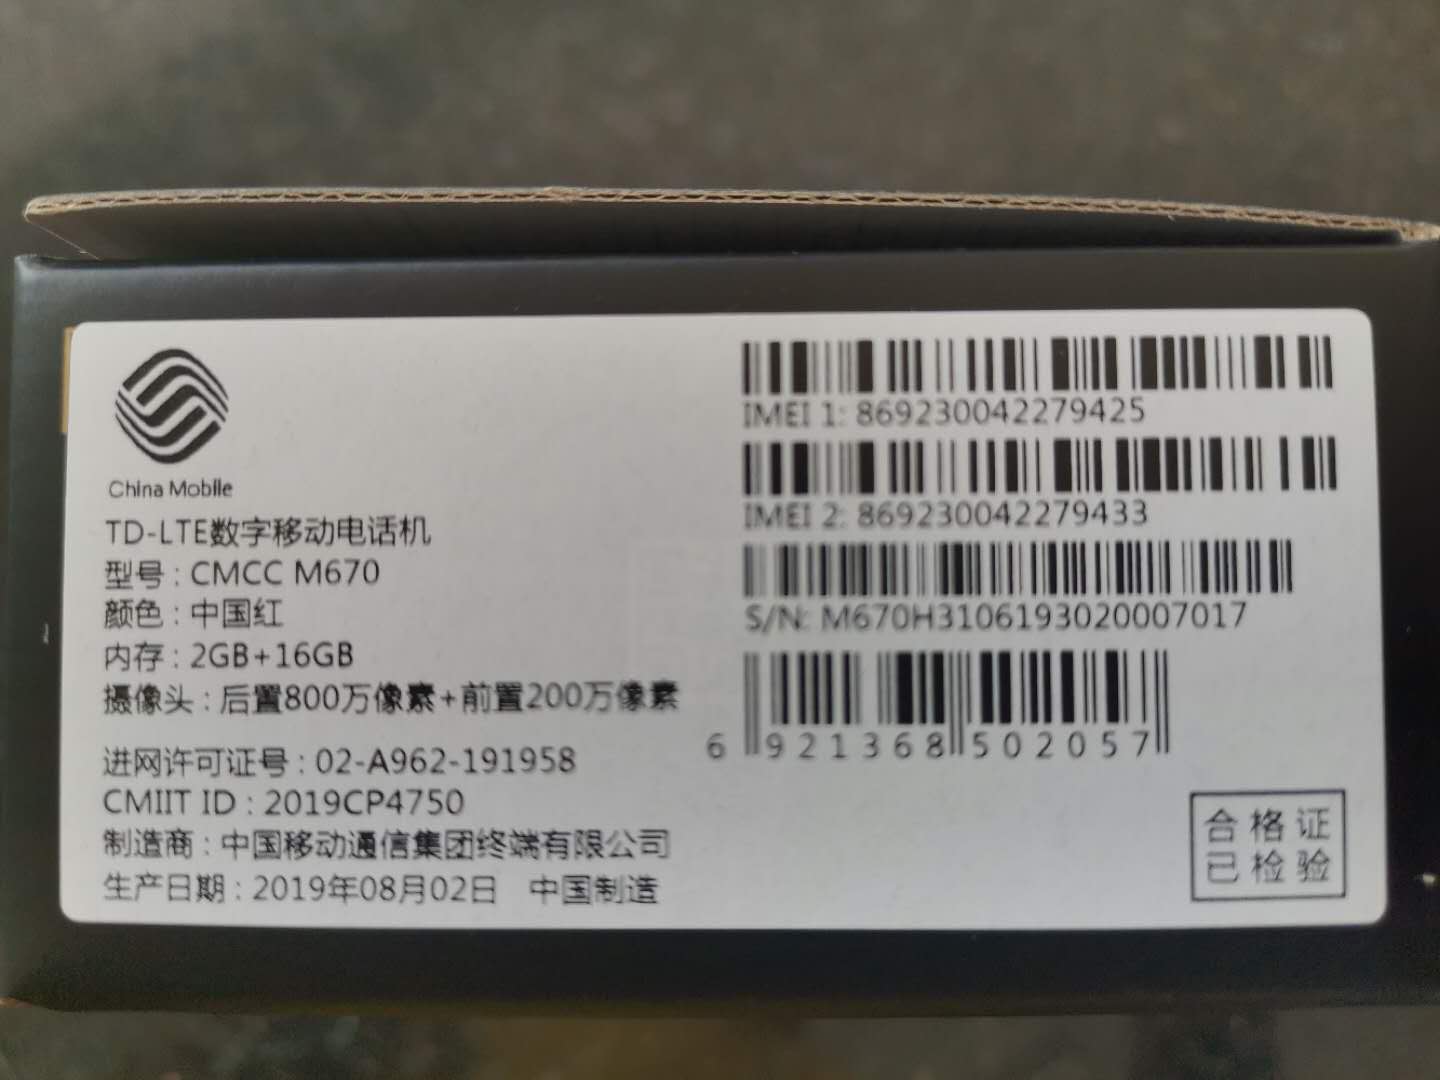 China Mobile
TD-LTE数字移动电话机
型号：CMCC M670
颜色：中国红
内存：2GB+16GB
摄像头：后置800万像素+前置200万像素
进网许可证号：02-A962-191958
CMIIT ID：2019CP4750
制造商：中国移动通信集团终端有限公司
生产日期：2019年08月02日 中国制造
IMEI 1: 869230042279425
IMEI 2: 869230042279433
S/N: M670H3106193020007017
6 921368 502057
合格证
已检验